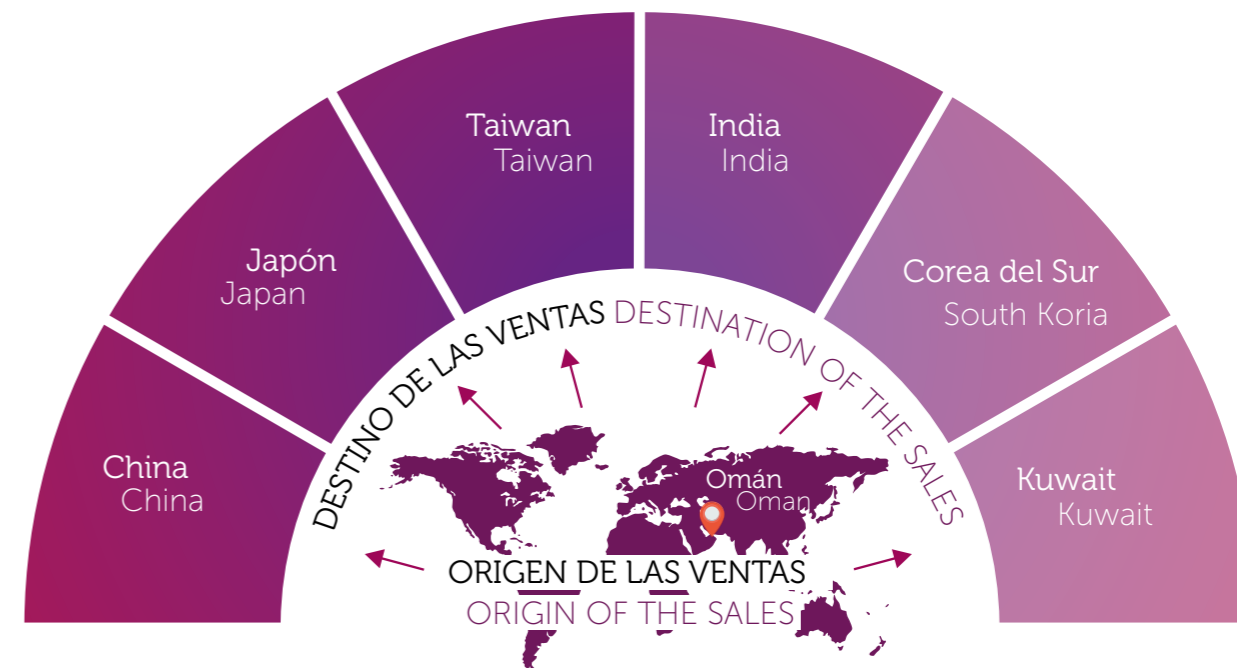 China
China
Japón
Japan
Taiwan
Taiwan
India
India
Corea del Sur
South Koria
Kuwait
Kuwait
DESTINO DE LAS VENTAS DESTINATION OF THE SALES
Omán
Oman
ORIGEN DE LAS VENTAS
ORIGIN OF THE SALES